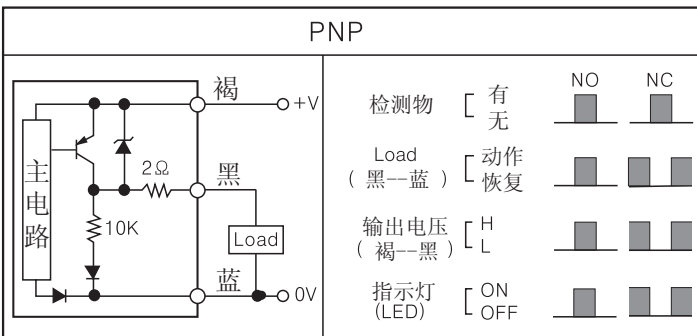 PNP
褐
+V
主电路
2Ω
黑
10K
Load
蓝
0V
NO NC
检测物 有 无
Load (黑--蓝) 动作 恢复
输出电压 (褐--黑) H L
指示灯 (LED) ON OFF